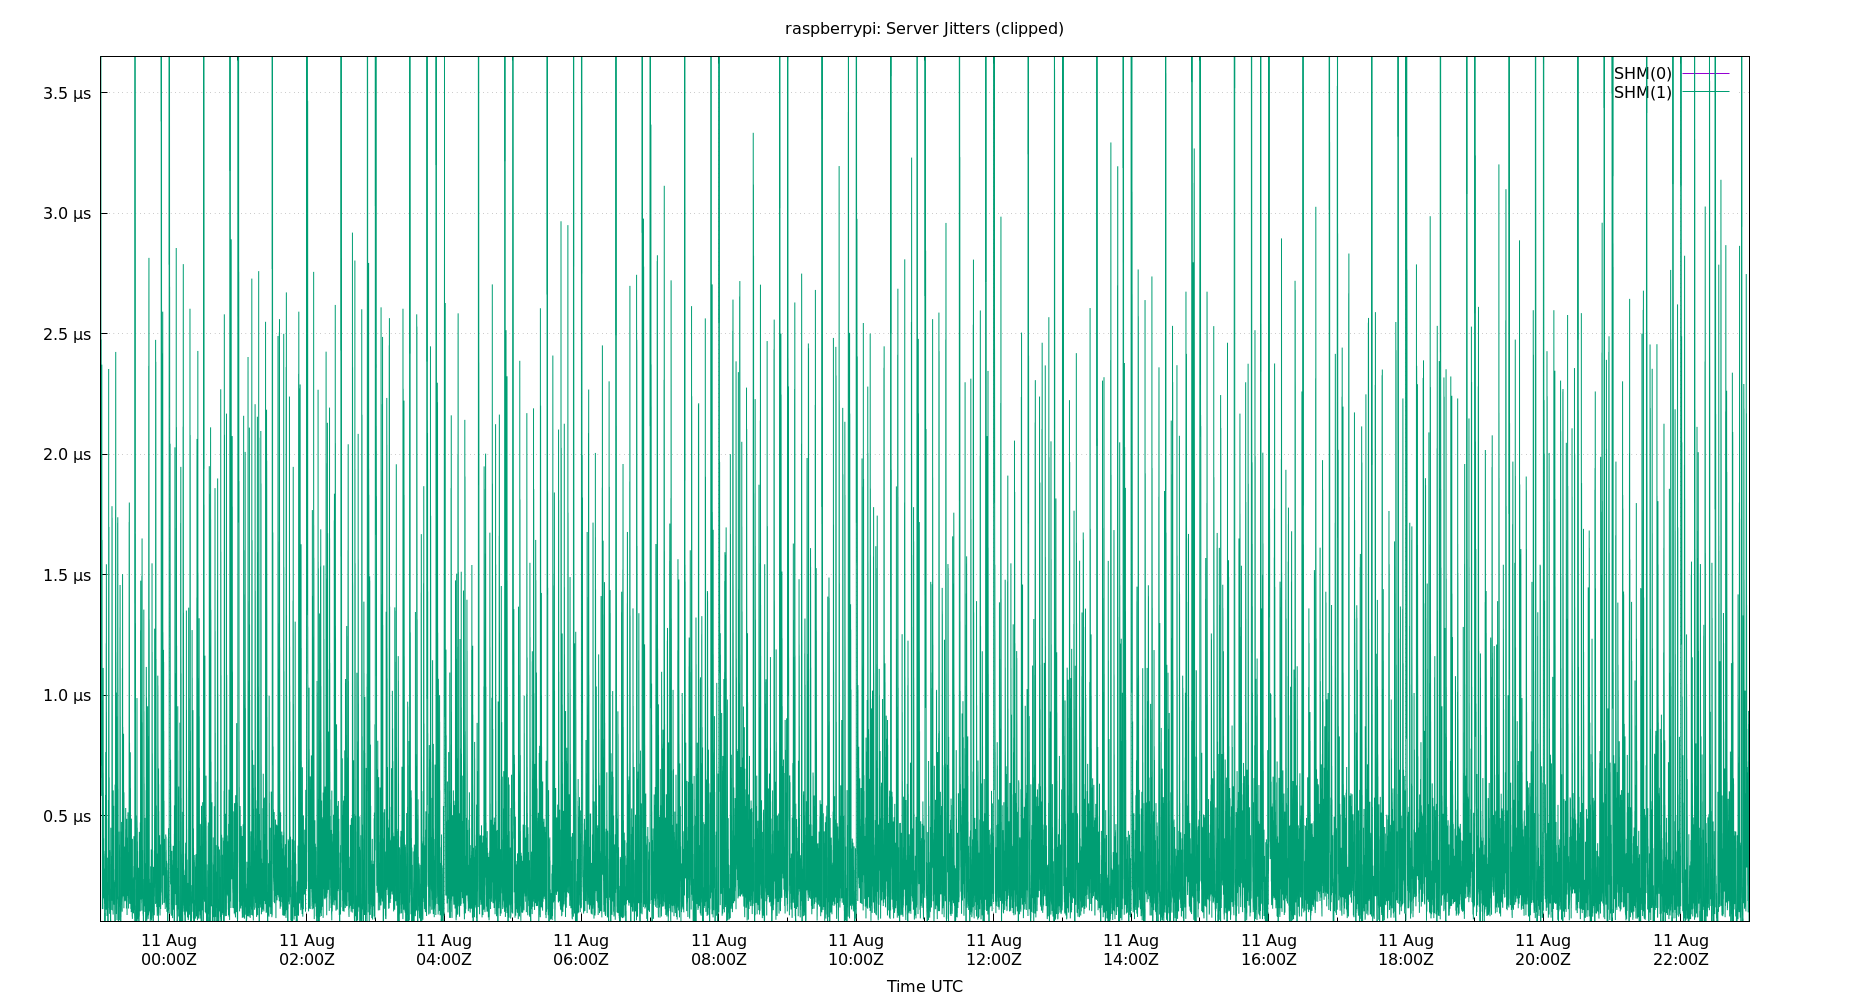 raspberrypi: Server Jitters (clipped)
SHM(0)
SHM(1)
3.5 μs
3.0 μs
2.5 μs
2.0 μs
1.5 μs
1.0 μs
0.5 μs
11 Aug 11 Aug 11 Aug 11 Aug 11 Aug 11 Aug 11 Aug 11 Aug 11 Aug 11 Aug 11 Aug 11 Aug
00:00Z 02:00Z 04:00Z 06:00Z 08:00Z 10:00Z 12:00Z 14:00Z 16:00Z 18:00Z 20:00Z 22:00Z
Time UTC